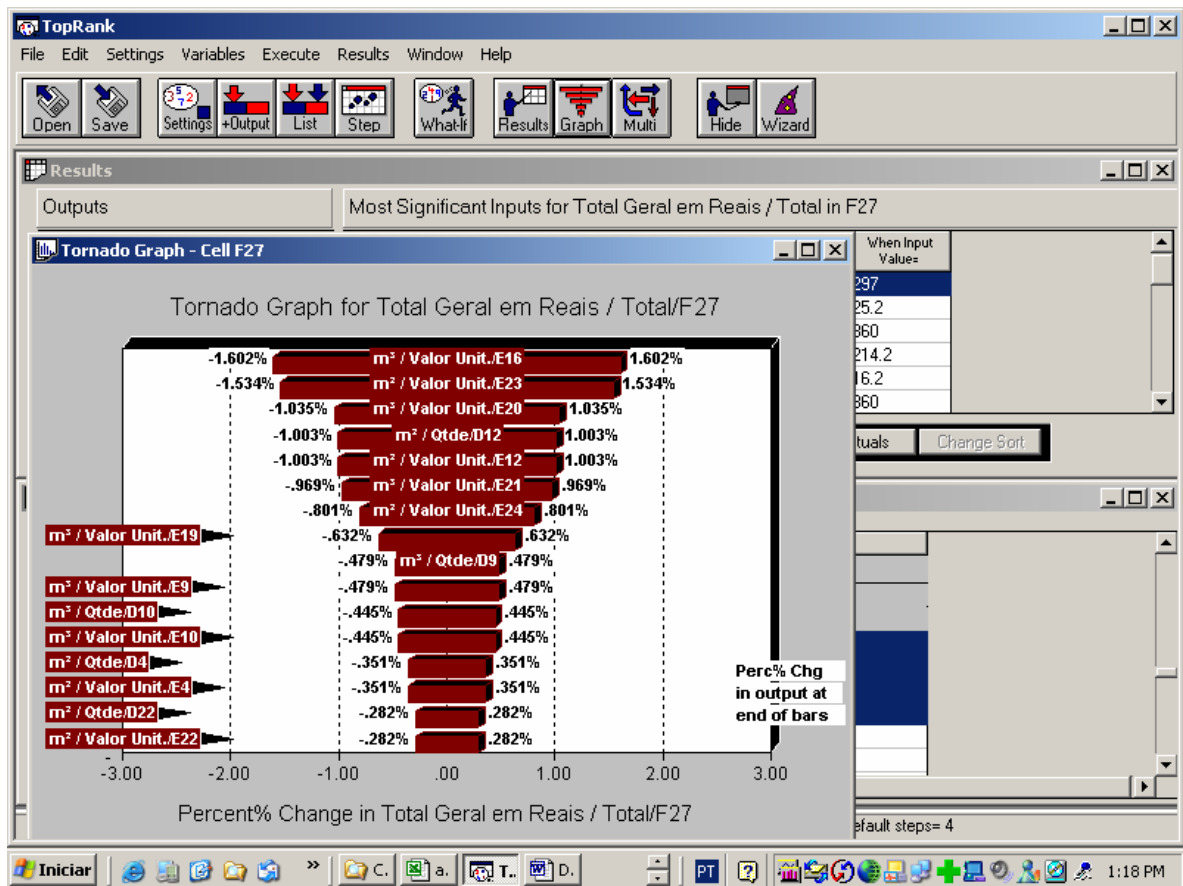 TopRank
File Edit Settings Variables Execute Results Window Help
Open Save Settings +Output List Step What-If Results Graph Multi Hide Wizard
Results
Outputs
Most Significant Inputs for Total Geral em Reais / Total in F27
When Input
Value=
297
25.2
360
214.2
16.2
360
tuals
Change Sort
Tornado Graph - Cell F27
Tornado Graph for Total Geral em Reais / Total/F27
-1.602% m³ / Valor Unit./E16 1.602%
-1.534% m² / Valor Unit./E23 1.534%
-1.035% m³ / Valor Unit./E20 1.035%
-1.003% m² / Qtde/D12 1.003%
-1.003% m² / Valor Unit./E12 1.003%
-.969% m² / Valor Unit./E21 .969%
-.801% m² / Valor Unit./E24 .801%
m³ / Valor Unit./E19 -.632% .632%
-.479% m³ / Qtde/D9 .479%
m³ / Valor Unit./E9 -.479% .479%
m³ / Qtde/D10 -.445% .445%
m³ / Valor Unit./E10 -.445% .445%
m² / Qtde/D4 -.351% .351%
m² / Valor Unit./E4 -.351% .351%
m² / Qtde/D22 -.282% .282%
m² / Valor Unit./E22 -.282% .282%
Perc% Chg
in output at
end of bars
-3.00 -2.00 -1.00 .00 1.00 2.00 3.00
Percent% Change in Total Geral em Reais / Total/F27
efault steps= 4
Iniciar » C. a. T.. D. PT 1:18 PM